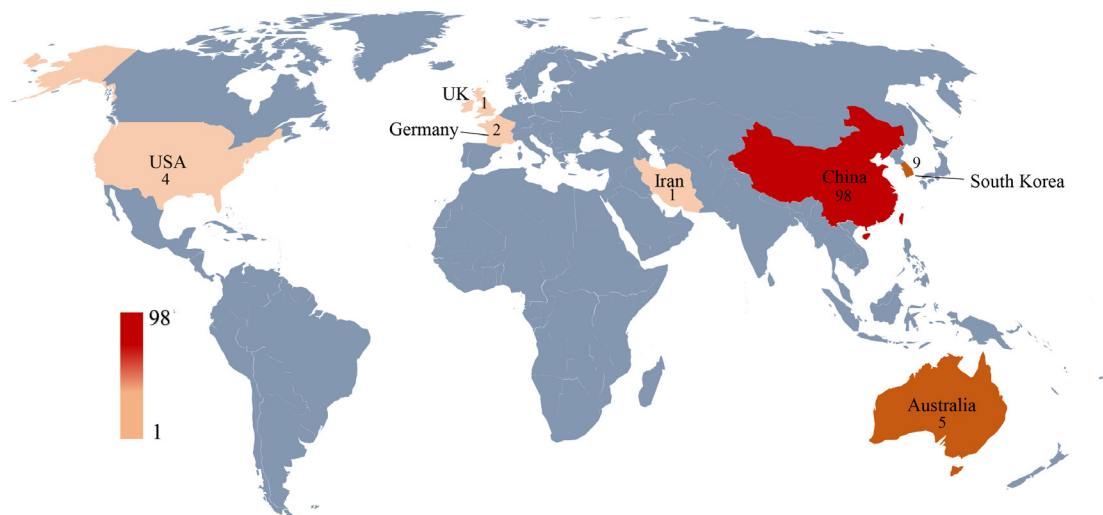 UK
1
Germany
2
USA
4
Iran
1
China
98
9
South Korea
98
1
Australia
5